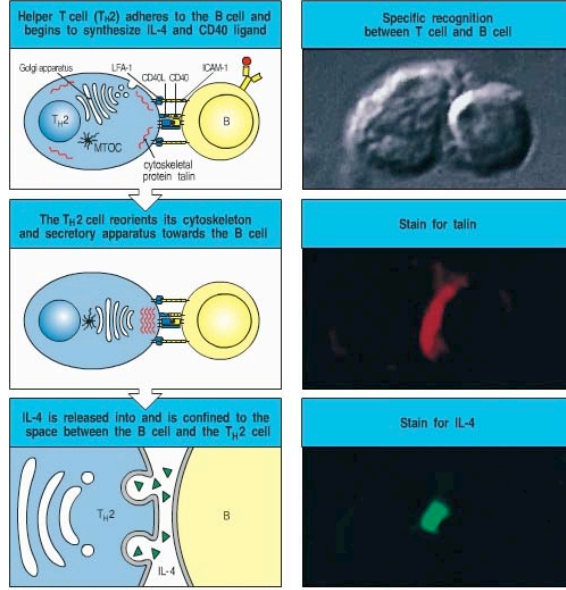 Helper T cell (TH2) adheres to the B cell and
begins to synthesize IL-4 and CD40 ligand
Golgi apparatus
LFA-1
CD40L
CD40
ICAM-1
TH2
MTOC
B
cytoskeletal
protein talin
Specific recognition
between T cell and B cell
The TH2 cell reorients its cytoskeleton
and secretory apparatus towards the B cell
Stain for talin
IL-4 is released into and is confined to the
space between the B cell and the TH2 cell
TH2
B
IL-4
Stain for IL-4